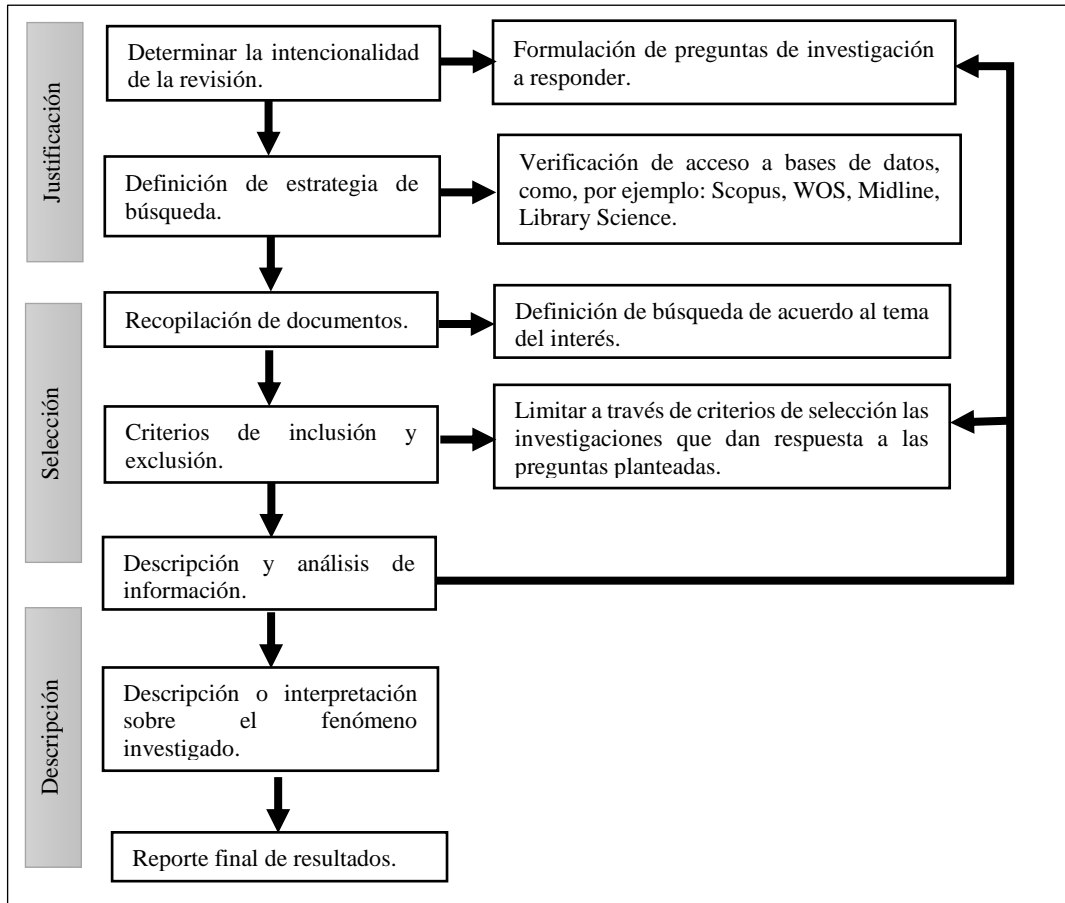 Justificación
Determinar la intencionalidad
de la revisión.
Formulación de preguntas de investigación
a responder.
Definición de estrategia de
búsqueda.
Verificación de acceso a bases de datos,
como, por ejemplo: Scopus, WOS, Midline,
Library Science.
Selección
Recopilación de documentos.
Definición de búsqueda de acuerdo al tema
del interés.
Criterios de inclusión y
exclusión.
Limitar a través de criterios de selección las
investigaciones que dan respuesta a las
preguntas planteadas.
Descripción y análisis de
información.
Descripción
Descripción o interpretación
sobre el fenómeno
investigado.
Reporte final de resultados.